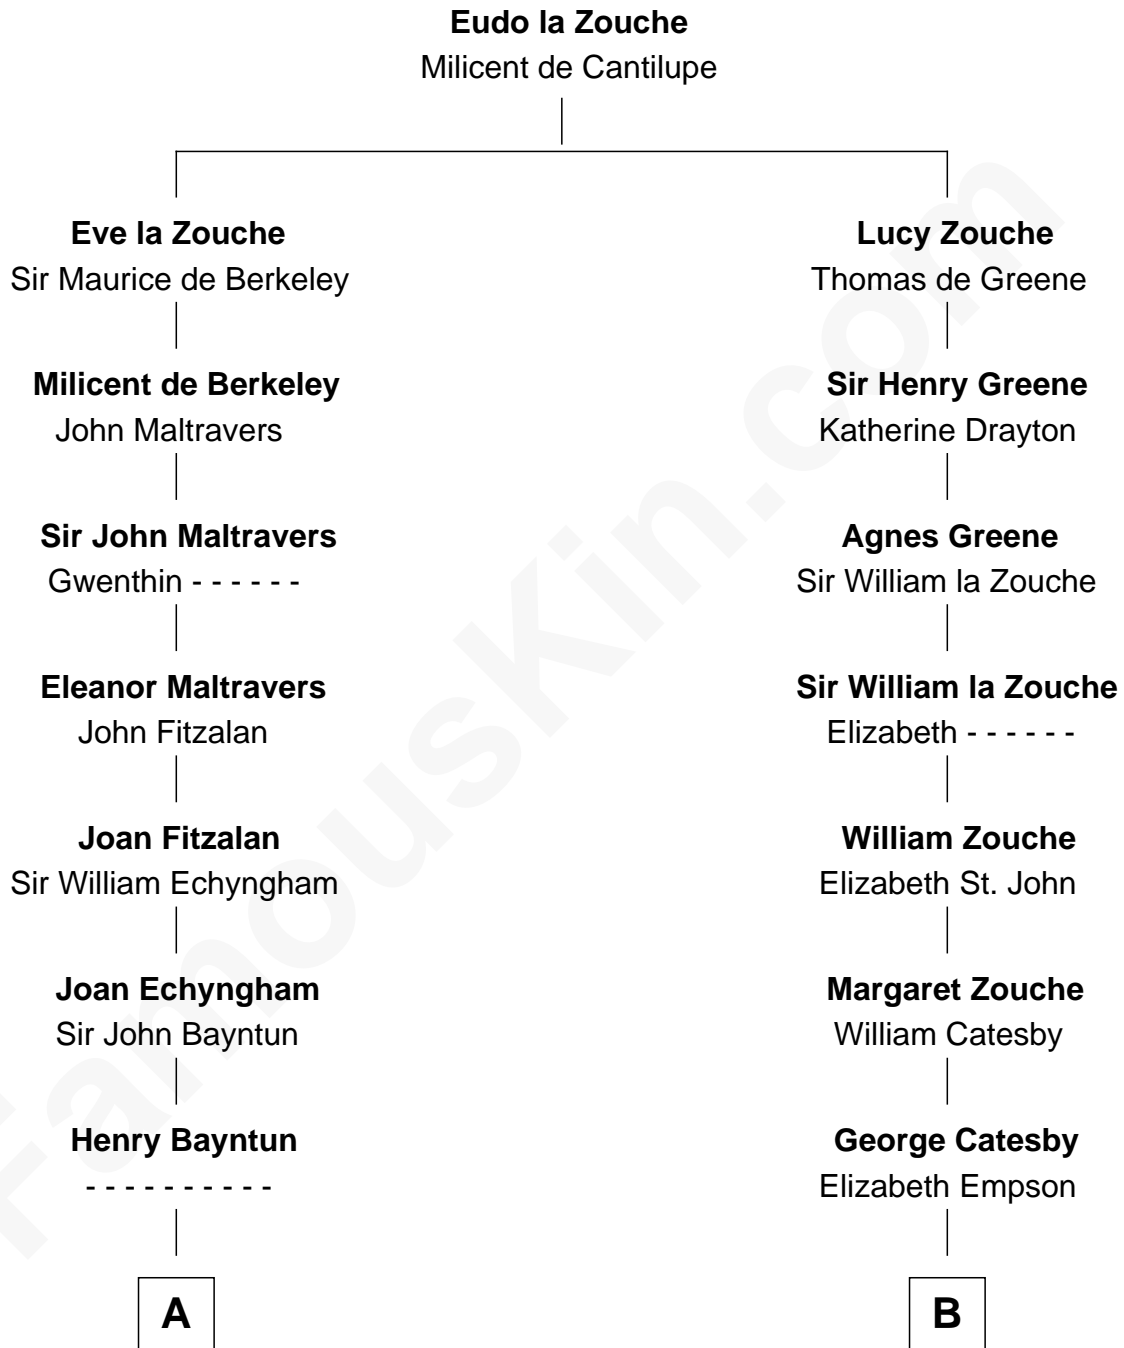 Eudo la Zouche
Milicent de Cantilupe
Eve la Zouche
Sir Maurice de Berkeley
Lucy Zouche
Thomas de Greene
Milicent de Berkeley
John Maltravers
Sir Henry Greene
Katherine Drayton
Sir John Maltravers
Gwenthin - - - - - -
Agnes Greene
Sir William la Zouche
Eleanor Maltravers
John Fitzalan
Sir William la Zouche
Elizabeth - - - - - -
Joan Fitzalan
Sir William Echyngham
William Zouche
Elizabeth St. John
Joan Echyngham
Sir John Bayntun
Margaret Zouche
William Catesby
Henry Bayntun
- - - - - - - - - -
George Catesby
Elizabeth Empson
A
B
FamousKin.com